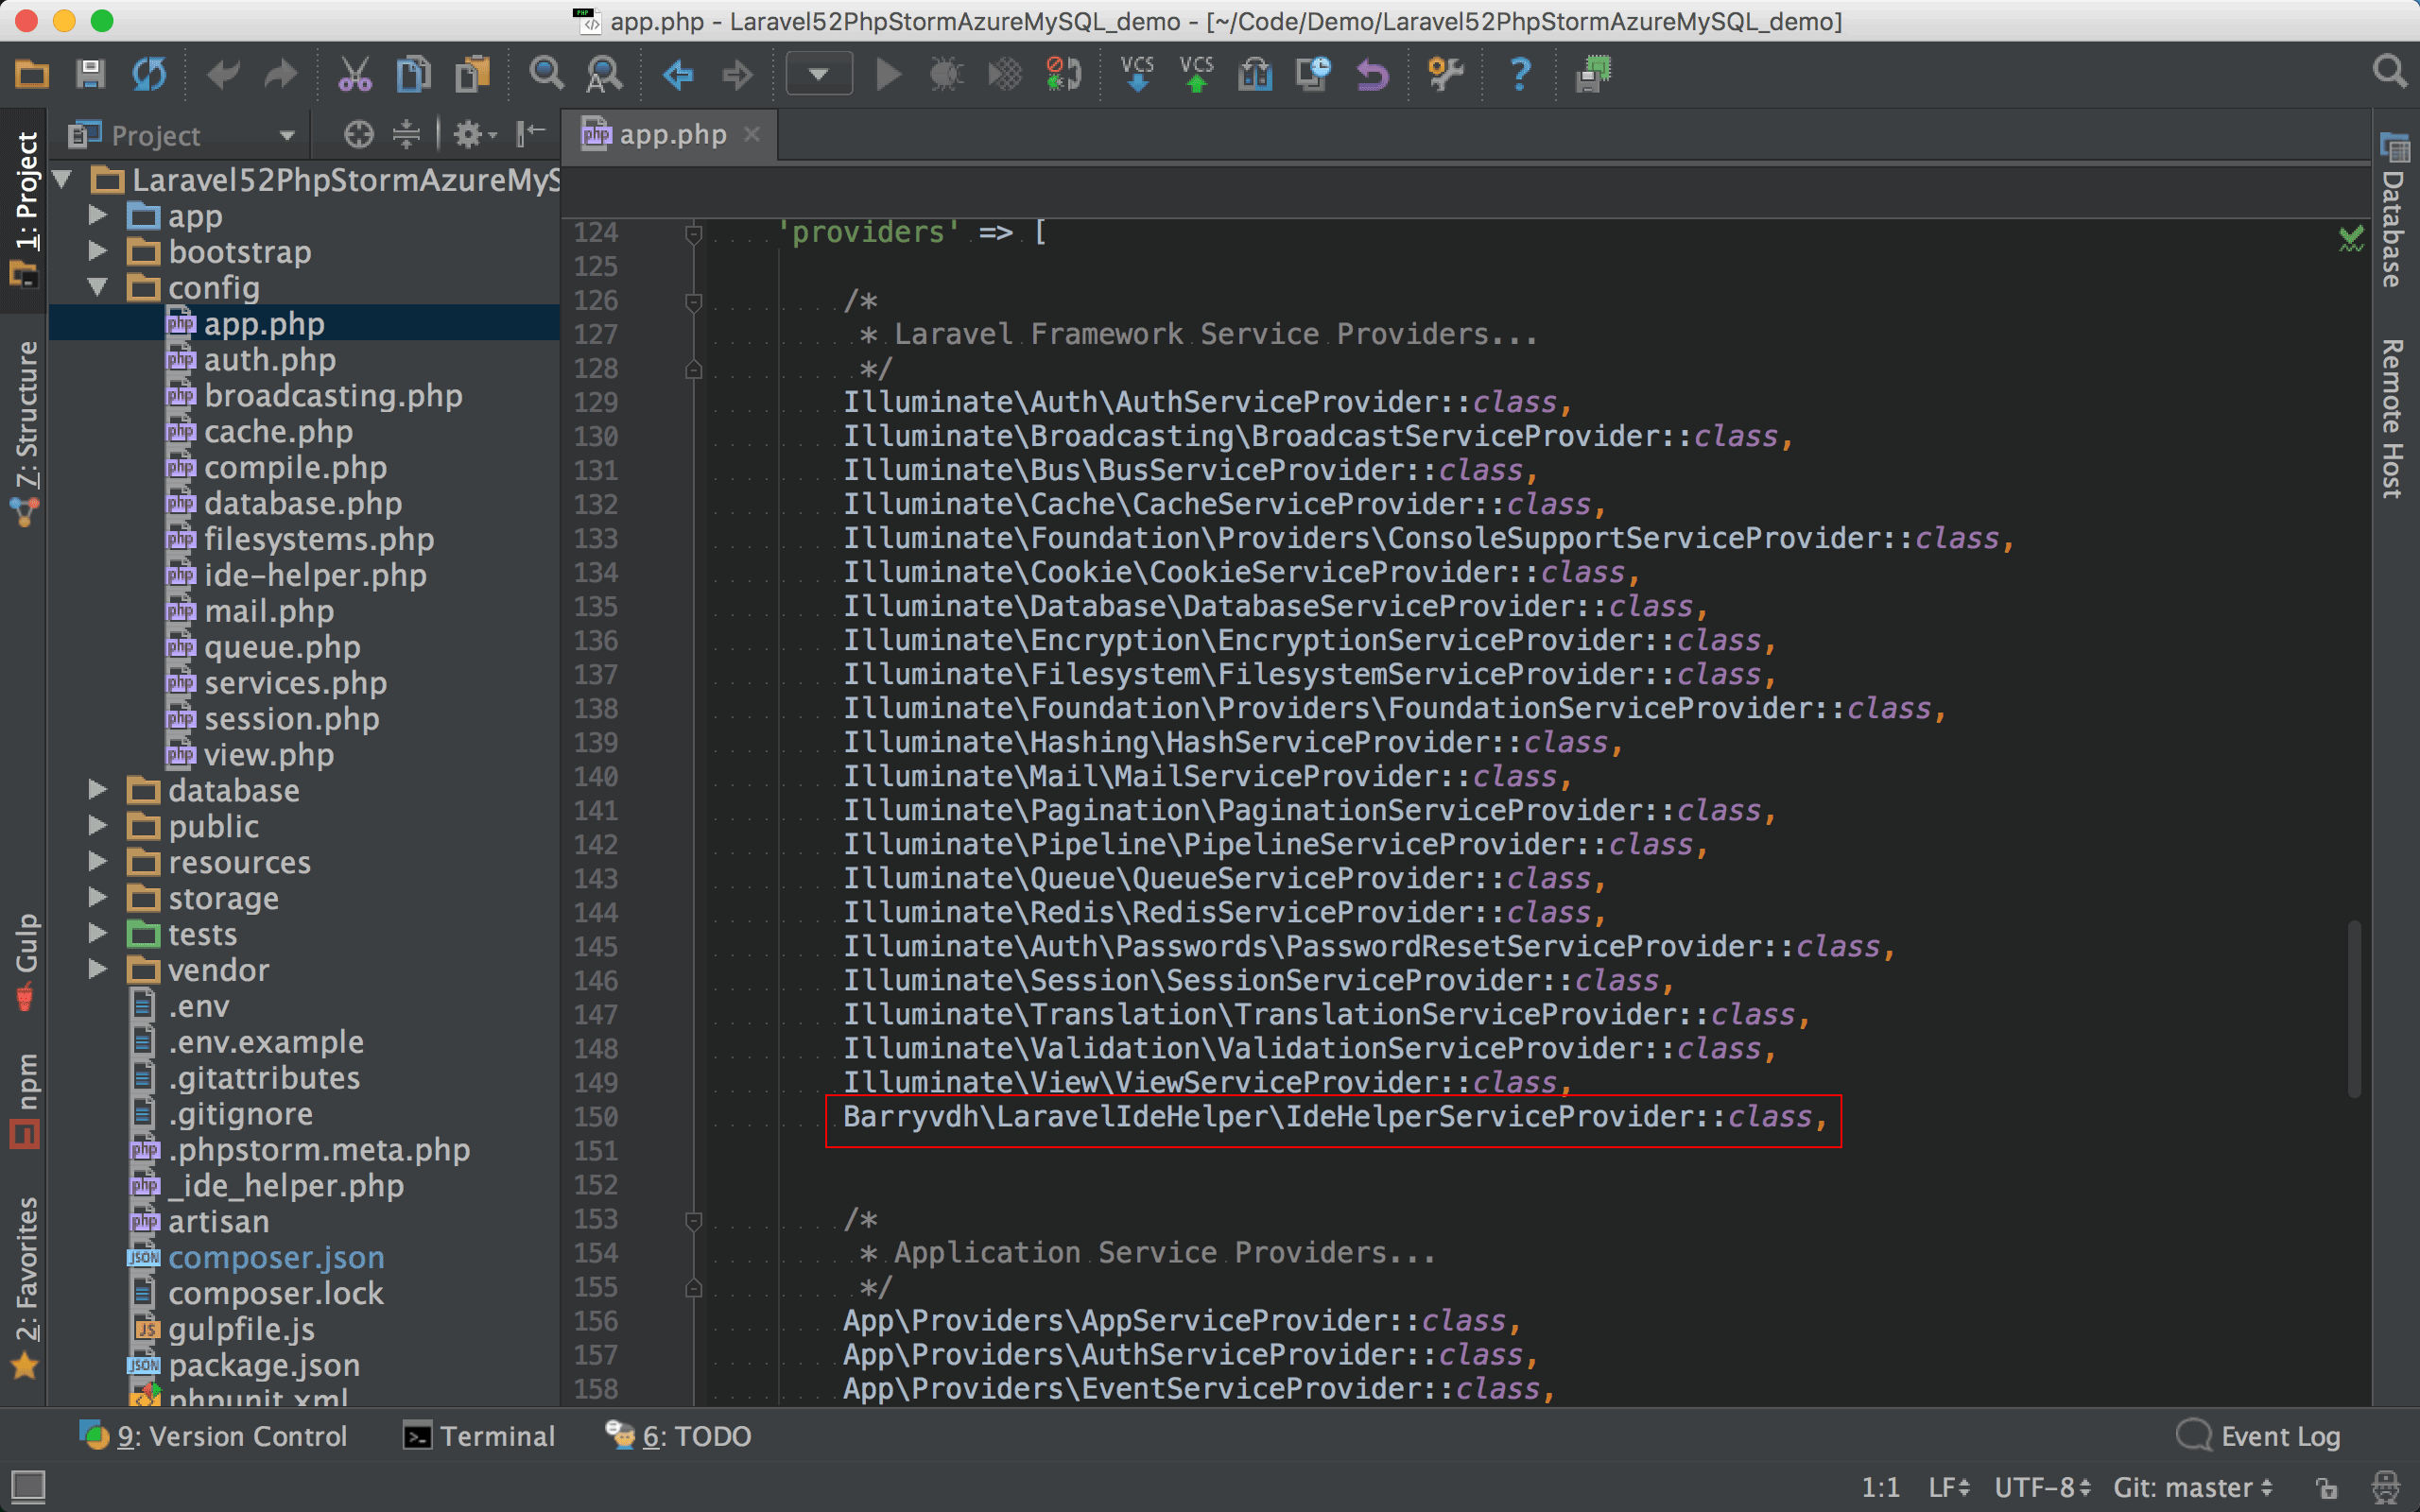 app.php - Laravel52PhpStormAzureMySQL_demo - [~/Code/Demo/Laravel52PhpStormAzureMySQL_demo]
VCS VCS
Project
app.php
1: Project
7: Structure
Gulp
npm
2: Favorites
Laravel52PhpStormAzureMyS
app
bootstrap
config
app.php
auth.php
broadcasting.php
cache.php
compile.php
database.php
filesystems.php
ide-helper.php
mail.php
queue.php
services.php
session.php
view.php
database
public
resources
storage
tests
vendor
.env
.env.example
.gitattributes
.gitignore
.phpstorm.meta.php
_ide_helper.php
artisan
composer.json
composer.lock
gulpfile.js
package.json
phpunit.xml
124 'providers' => [
125
126 /*
127 * Laravel Framework Service Providers...
128 */
129 Illuminate\Auth\AuthServiceProvider::class,
130 Illuminate\Broadcasting\BroadcastServiceProvider::class,
131 Illuminate\Bus\BusServiceProvider::class,
132 Illuminate\Cache\CacheServiceProvider::class,
133 Illuminate\Foundation\Providers\ConsoleSupportServiceProvider::class,
134 Illuminate\Cookie\CookieServiceProvider::class,
135 Illuminate\Database\DatabaseServiceProvider::class,
136 Illuminate\Encryption\EncryptionServiceProvider::class,
137 Illuminate\Filesystem\FilesystemServiceProvider::class,
138 Illuminate\Foundation\Providers\FoundationServiceProvider::class,
139 Illuminate\Hashing\HashServiceProvider::class,
140 Illuminate\Mail\MailServiceProvider::class,
141 Illuminate\Pagination\PaginationServiceProvider::class,
142 Illuminate\Pipeline\PipelineServiceProvider::class,
143 Illuminate\Queue\QueueServiceProvider::class,
144 Illuminate\Redis\RedisServiceProvider::class,
145 Illuminate\Auth\Passwords\PasswordResetServiceProvider::class,
146 Illuminate\Session\SessionServiceProvider::class,
147 Illuminate\Translation\TranslationServiceProvider::class,
148 Illuminate\Validation\ValidationServiceProvider::class,
149 Illuminate\View\ViewServiceProvider::class,
150 Barryvdh\LaravelIdeHelper\IdeHelperServiceProvider::class,
151
152
153 /*
154 * Application Service Providers...
155 */
156 App\Providers\AppServiceProvider::class,
157 App\Providers\AuthServiceProvider::class,
158 App\Providers\EventServiceProvider::class,
Database
Remote Host
9: Version Control
Terminal
6: TODO
Event Log
1:1 LF UTF-8 Git: master